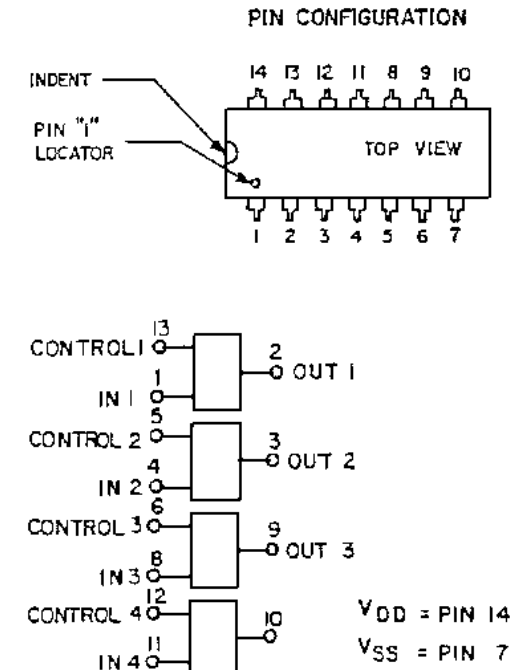 PIN CONFIGURATION
INDENT
14 13 12 11 8 9 10
PIN "1"
LOCATOR
TOP VIEW
1 2 3 4 5 6 7
13
CONTROL 1
2
OUT 1
1
IN 1
5
CONTROL 2
3
OUT 2
4
IN 2
6
CONTROL 3
9
OUT 3
8
IN 3
12
CONTROL 4
10
VDD = PIN 14
11
IN 4
VSS = PIN 7